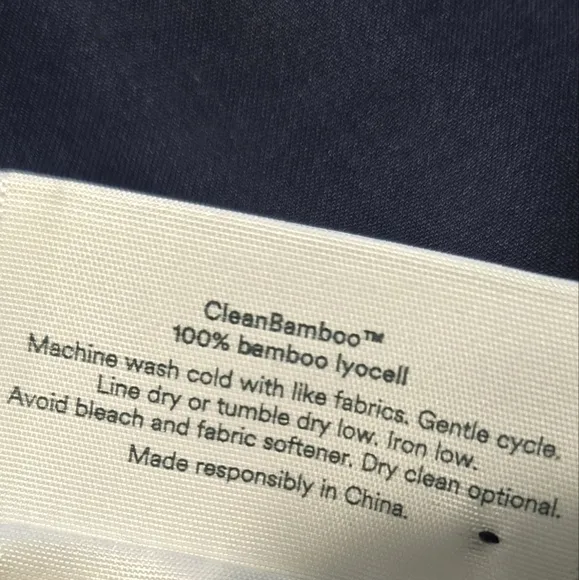 CleanBamboo™
100% bamboo lyocell
Machine wash cold with like fabrics. Gentle cycle.
Line dry or tumble dry low. Iron low.
Avoid bleach and fabric softener. Dry clean optional.
Made responsibly in China.